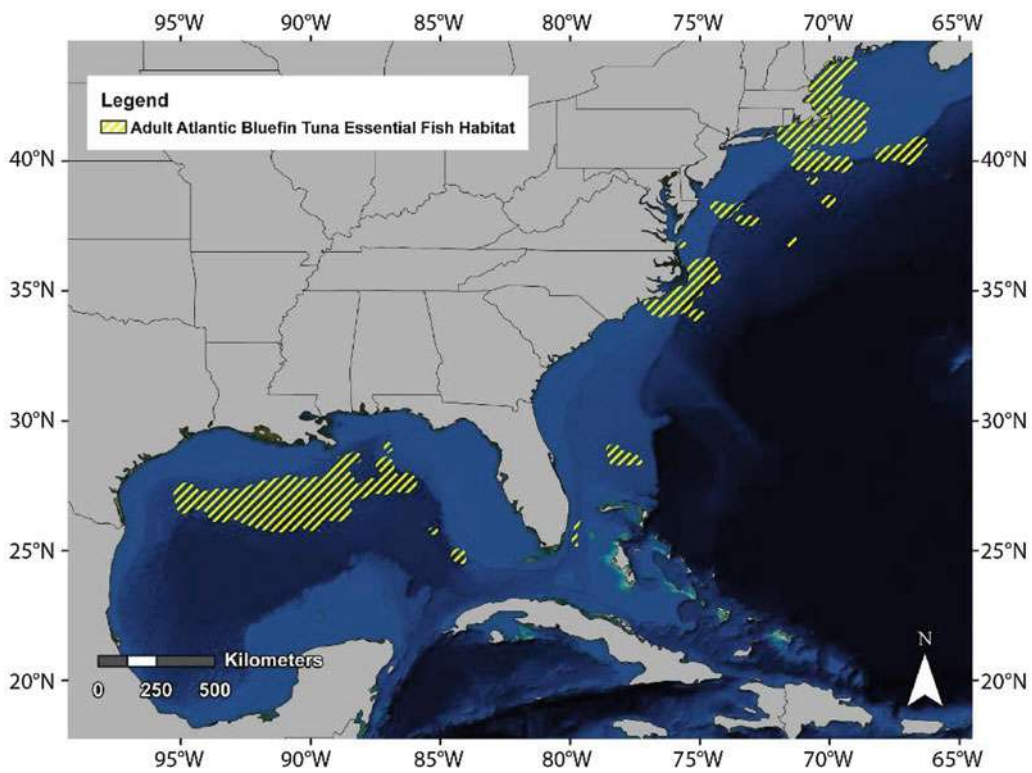 95°W 90°W 85°W 80°W 75°W 70°W 65°W
Legend
Adult Atlantic Bluefin Tuna Essential Fish Habitat
40°N 40°N
35°N 35°N
30°N 30°N
25°N 25°N
N
Kilometers
20°N 20°N
0 250 500
95°W 90°W 85°W 80°W 75°W 70°W 65°W